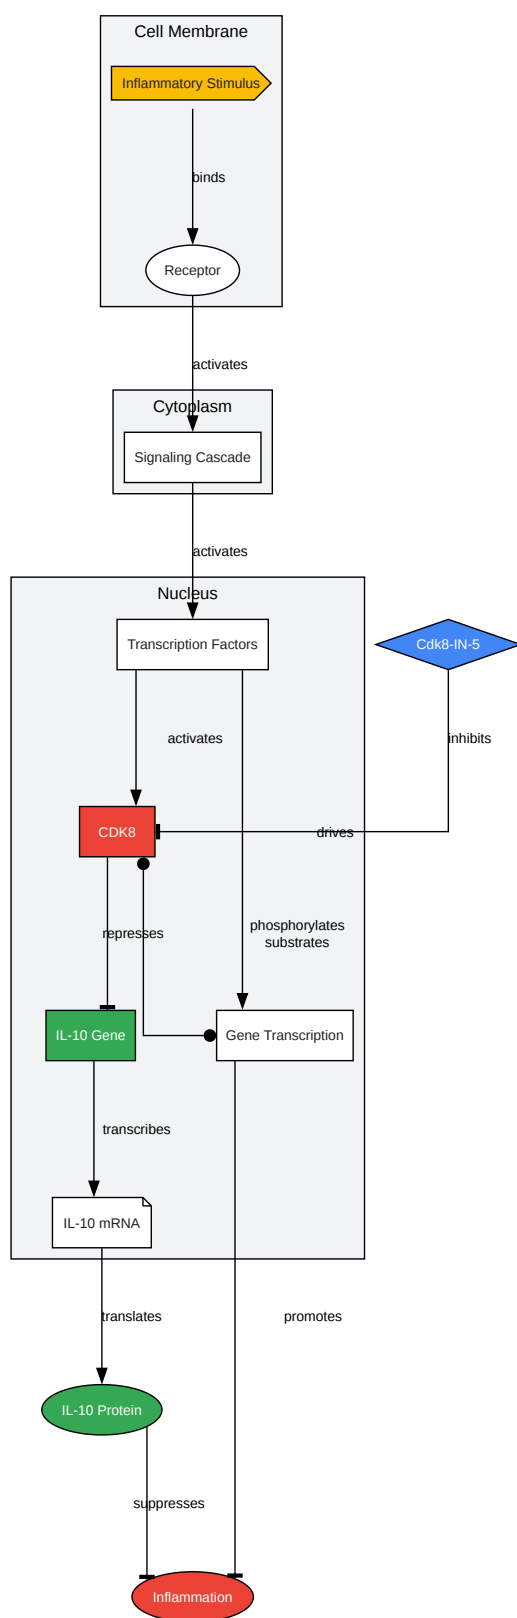 Cell Membrane
Inflammatory Stimulus
binds
Receptor
activates
Cytoplasm
Signaling Cascade
activates
Nucleus
Transcription Factors
Cdk8-IN-5
activates
inhibits
CDK8
drives
represses
phosphorylates
substrates
IL-10 Gene
Gene Transcription
transcribes
IL-10 mRNA
translates
promotes
IL-10 Protein
suppresses
Inflammation